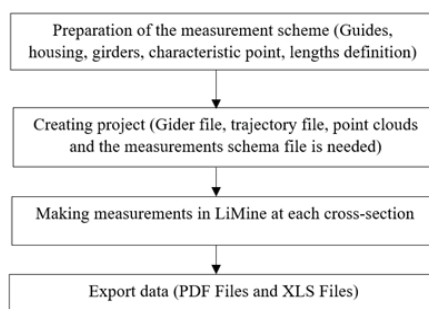 Preparation of the measurement scheme (Guides,
housing, girders, characteristic point, lengths definition)
Creating project (Gider file, trajectory file, point clouds
and the measurements schema file is needed)
Making measurements in LiMine at each cross-section
Export data (PDF Files and XLS Files)